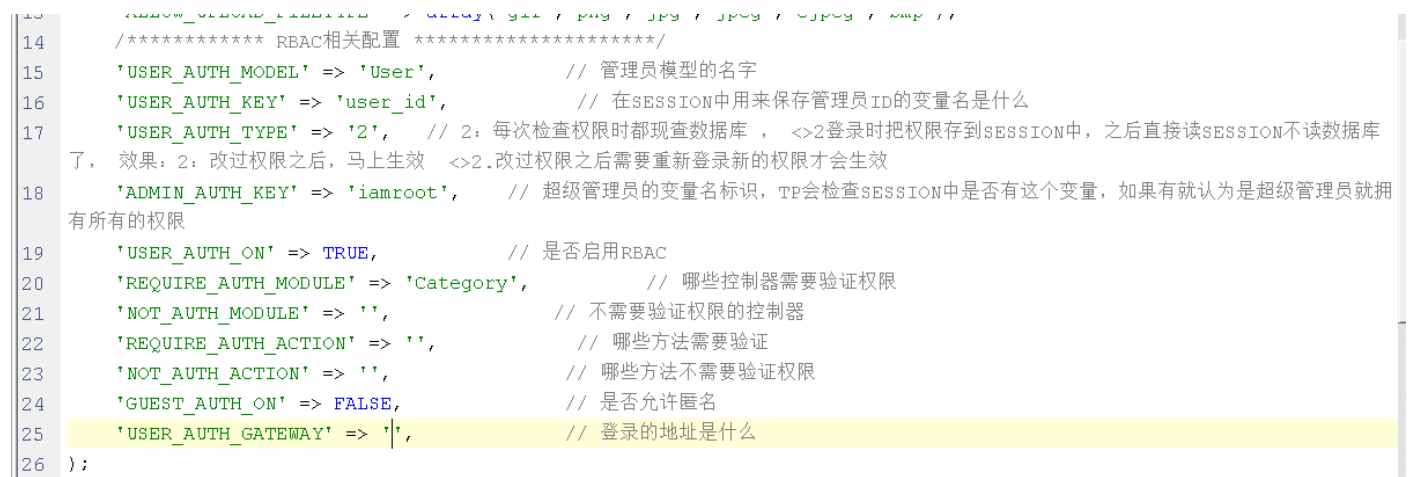 14 /************ RBAC相关配置 *********************/
15 'USER_AUTH_MODEL' => 'User', // 管理员模型的名字
16 'USER_AUTH_KEY' => 'user_id', // 在SESSION中用来保存管理员ID的变量名是什么
17 'USER_AUTH_TYPE' => '2', // 2：每次检查权限时都现查数据库 ， <>2登录时把权限存到SESSION中，之后直接读SESSION不读数据库
了， 效果：2：改过权限之后，马上生效 <>2.改过权限之后需要重新登录新的权限才会生效
18 'ADMIN_AUTH_KEY' => 'iamroot', // 超级管理员的变量名标识，TP会检查SESSION中是否有这个变量，如果有就认为是超级管理员就拥
有所有的权限
19 'USER_AUTH_ON' => TRUE, // 是否启用RBAC
20 'REQUIRE_AUTH_MODULE' => 'Category', // 哪些控制器需要验证权限
21 'NOT_AUTH_MODULE' => '', // 不需要验证权限的控制器
22 'REQUIRE_AUTH_ACTION' => '', // 哪些方法需要验证
23 'NOT_AUTH_ACTION' => '', // 哪些方法不需要验证权限
24 'GUEST_AUTH_ON' => FALSE, // 是否允许匿名
25 'USER_AUTH_GATEWAY' => '', // 登录的地址是什么
26 );